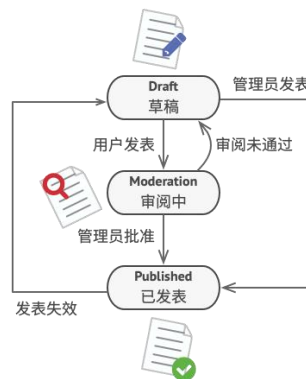 Draft
草稿
管理员发表
用户发表
审阅未通过
Moderation
审阅中
管理员批准
Published
已发表
发表失效